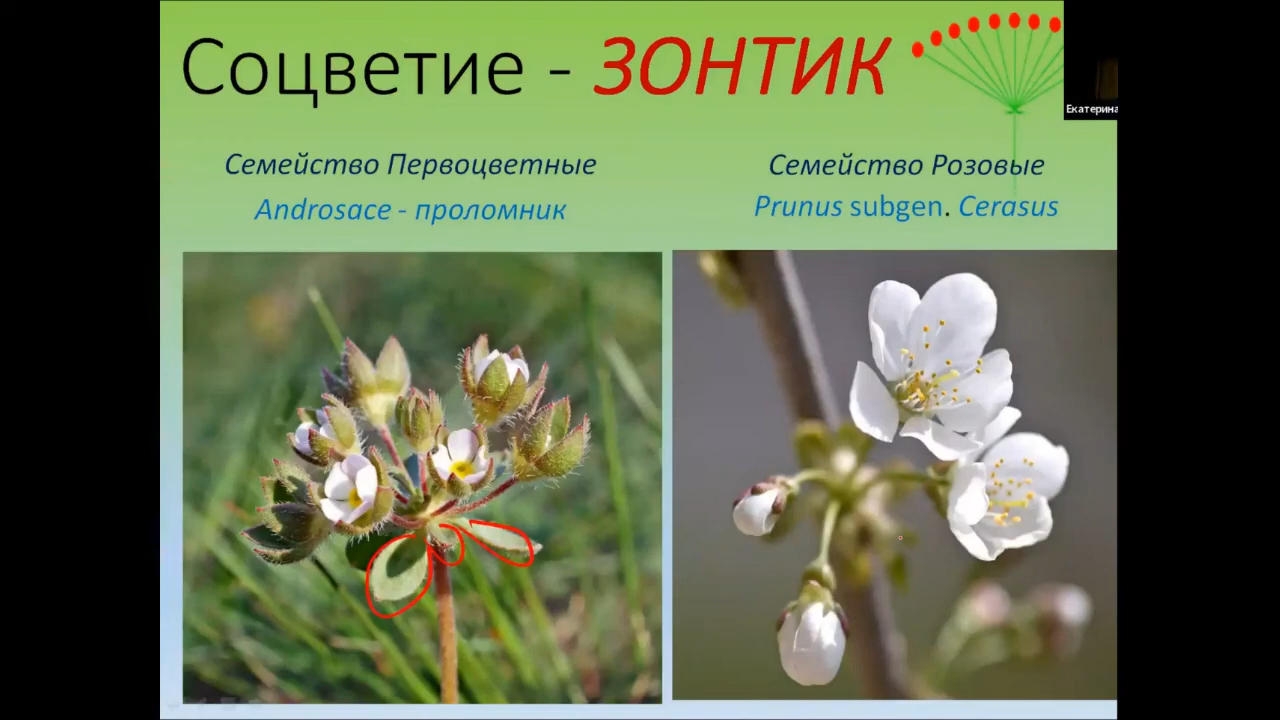 Соцветие - ЗОНТИК
Екатерина
Семейство Первоцветные
Androsace - проломник
Семейство Розовые
Prunus subgen. Cerasus